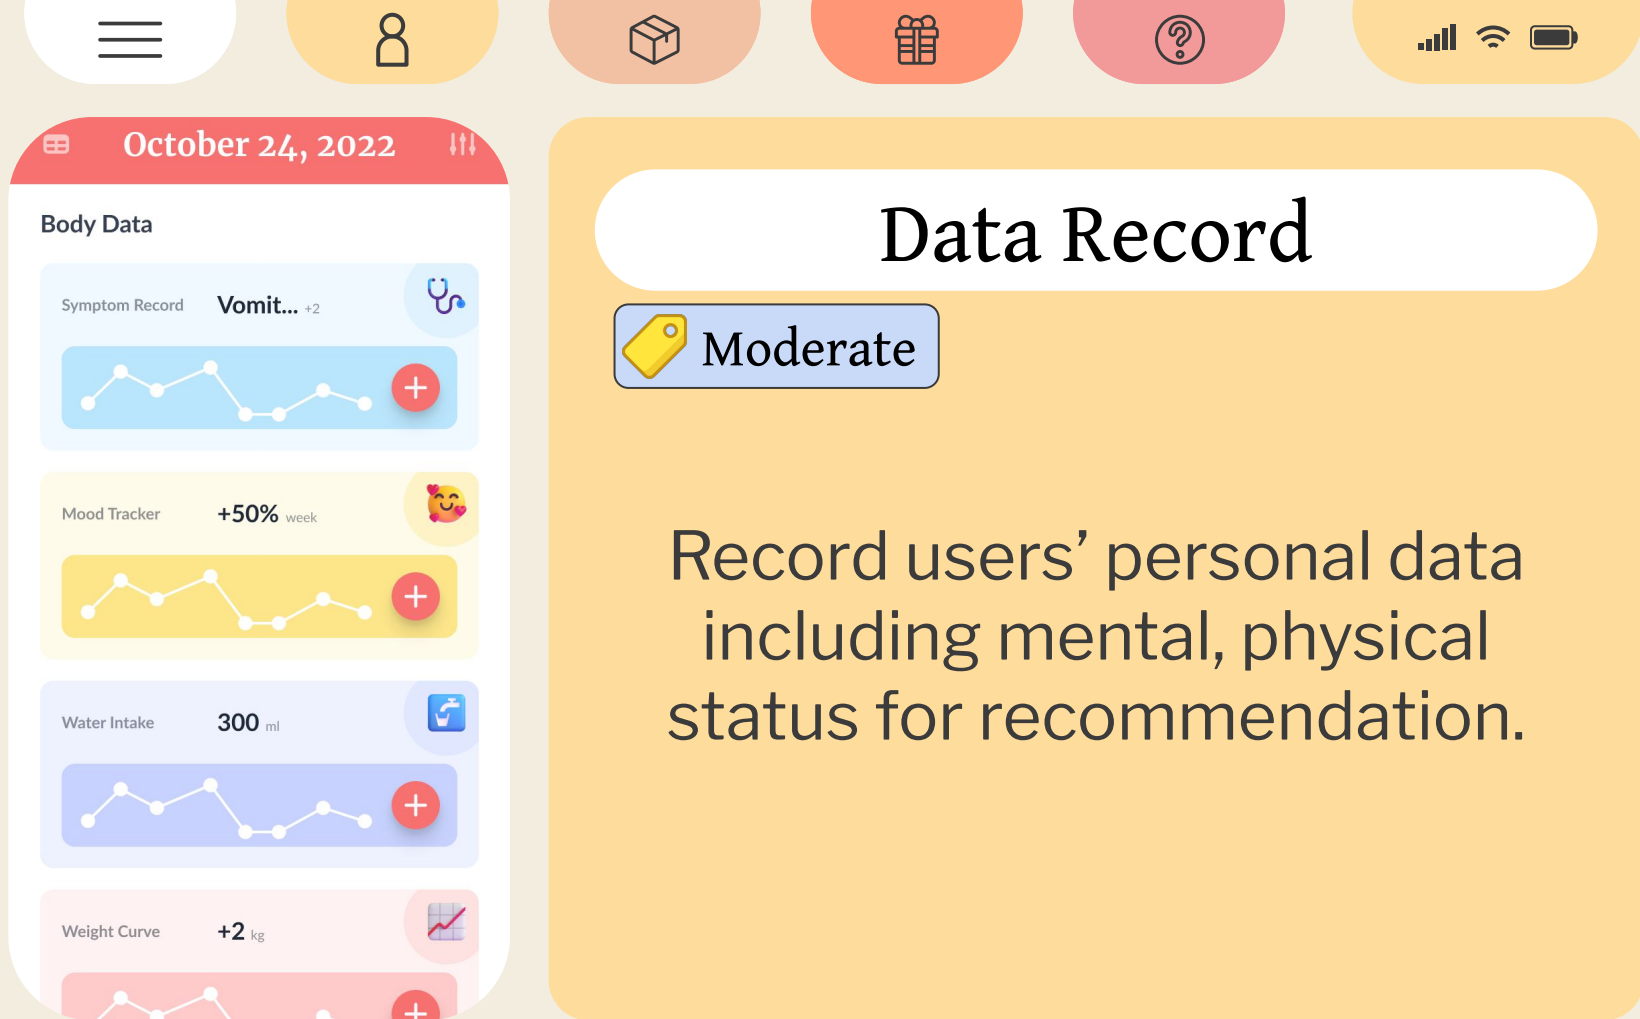 October 24, 2022
Body Data
Symptom Record Vomit... +2
Mood Tracker +50% week
Water Intake 300 ml
Weight Curve +2 kg
Data Record
Moderate
Record users’ personal data
including mental, physical
status for recommendation.